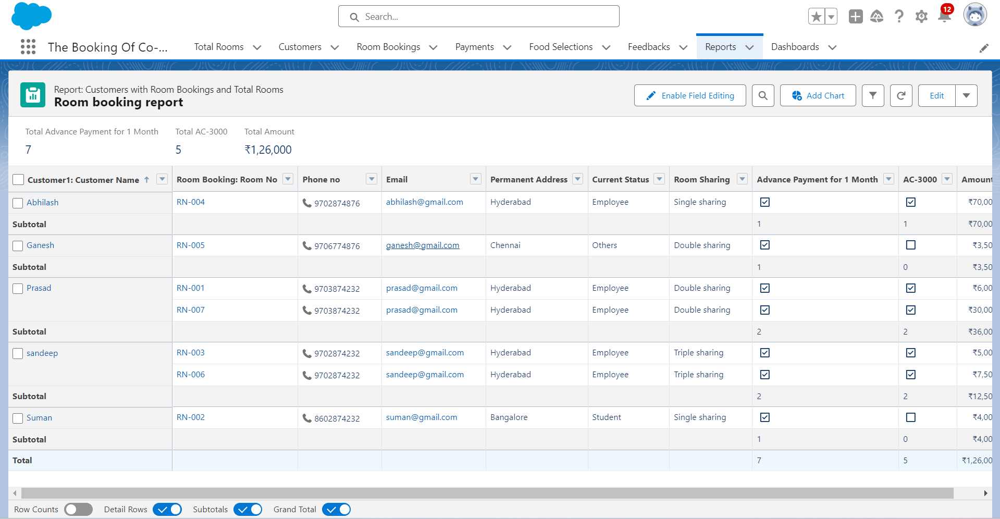 Search...
12
The Booking Of Co-...
Total Rooms
Customers
Room Bookings
Payments
Food Selections
Feedbacks
Reports
Dashboards
Report: Customers with Room Bookings and Total Rooms
Room booking report
Enable Field Editing
Add Chart
Edit
Total Advance Payment for 1 Month Total AC-3000 Total Amount
7 5 ₹1,26,000
Customer1: Customer Name ↑ Room Booking: Room No Phone no Email Permanent Address Current Status Room Sharing Advance Payment for 1 Month AC-3000 Amount
Abhilash RN-004 9702874876 abhilash@gmail.com Hyderabad Employee Single sharing ₹70,00
Subtotal 1 1 ₹70,00
Ganesh RN-005 9706774876 ganesh@gmail.com Chennai Others Double sharing ₹3,50
Subtotal 1 0 ₹3,50
Prasad RN-001 9703874232 prasad@gmail.com Hyderabad Employee Double sharing ₹6,00
RN-007 9703874232 prasad@gmail.com Hyderabad Employee Double sharing ₹30,00
Subtotal 2 2 ₹36,00
sandeep RN-003 9702874232 sandeep@gmail.com Hyderabad Employee Triple sharing ₹5,00
RN-006 9702874232 sandeep@gmail.com Hyderabad Employee Triple sharing ₹7,50
Subtotal 2 2 ₹12,50
Suman RN-002 8602874232 suman@gmail.com Bangalore Student Single sharing ₹4,00
Subtotal 1 0 ₹4,00
Total 7 5 ₹1,26,00
Row Counts Detail Rows Subtotals Grand Total